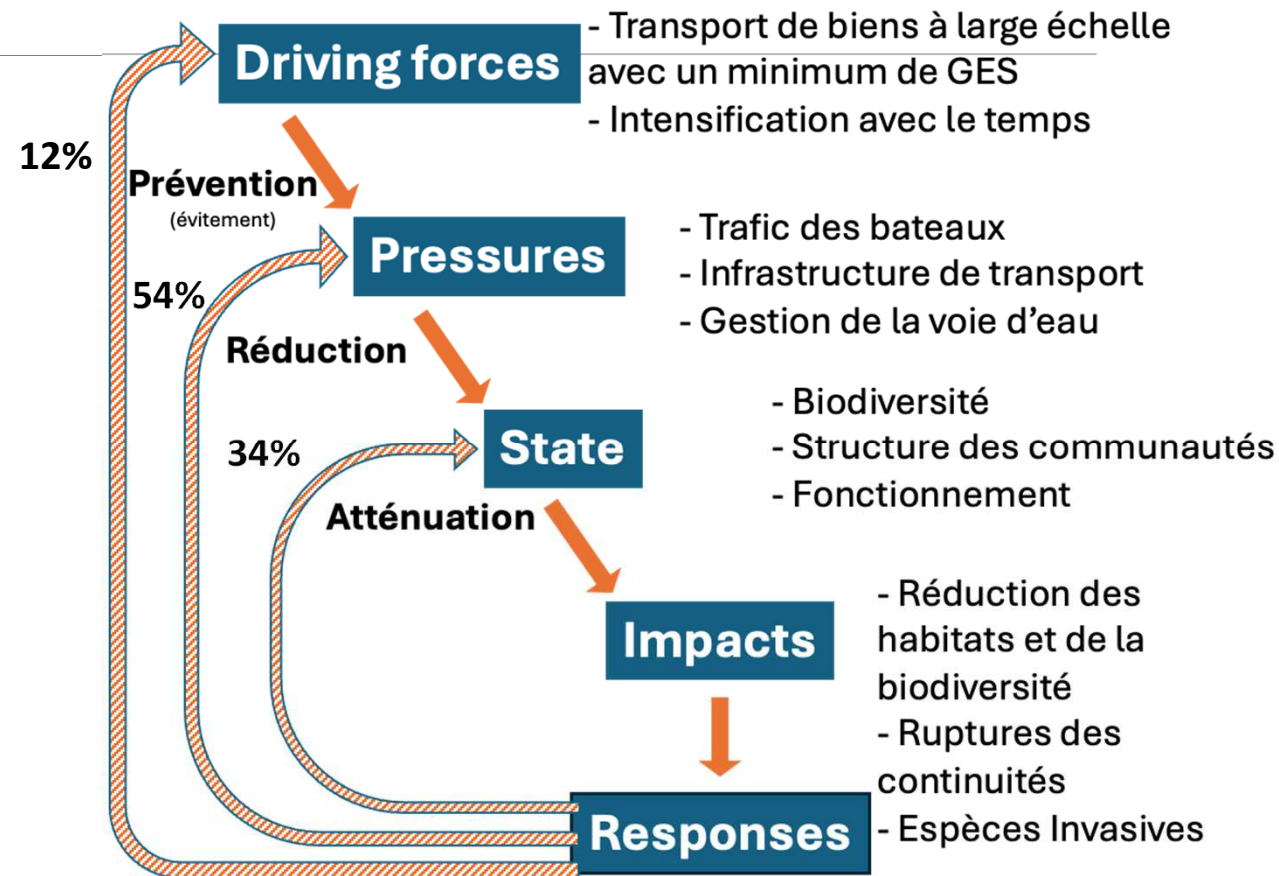 Driving forces
- Transport de biens à large échelle
avec un minimum de GES
- Intensification avec le temps
12%
Prévention
(évitement)
Pressures
- Trafic des bateaux
- Infrastructure de transport
- Gestion de la voie d’eau
54%
Réduction
State
- Biodiversité
- Structure des communautés
- Fonctionnement
34%
Atténuation
Impacts
- Réduction des
habitats et de la
biodiversité
- Ruptures des
continuités
- Espèces Invasives
Responses